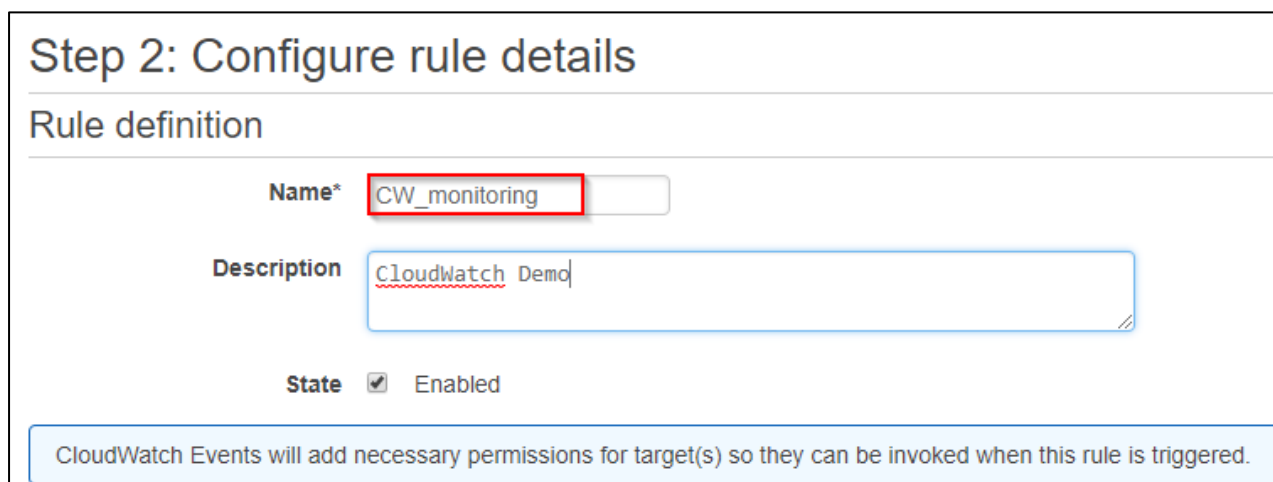 Step 2: Configure rule details
Rule definition
Name* CW_monitoring
Description CloudWatch Demo
State Enabled
CloudWatch Events will add necessary permissions for target(s) so they can be invoked when this rule is triggered.